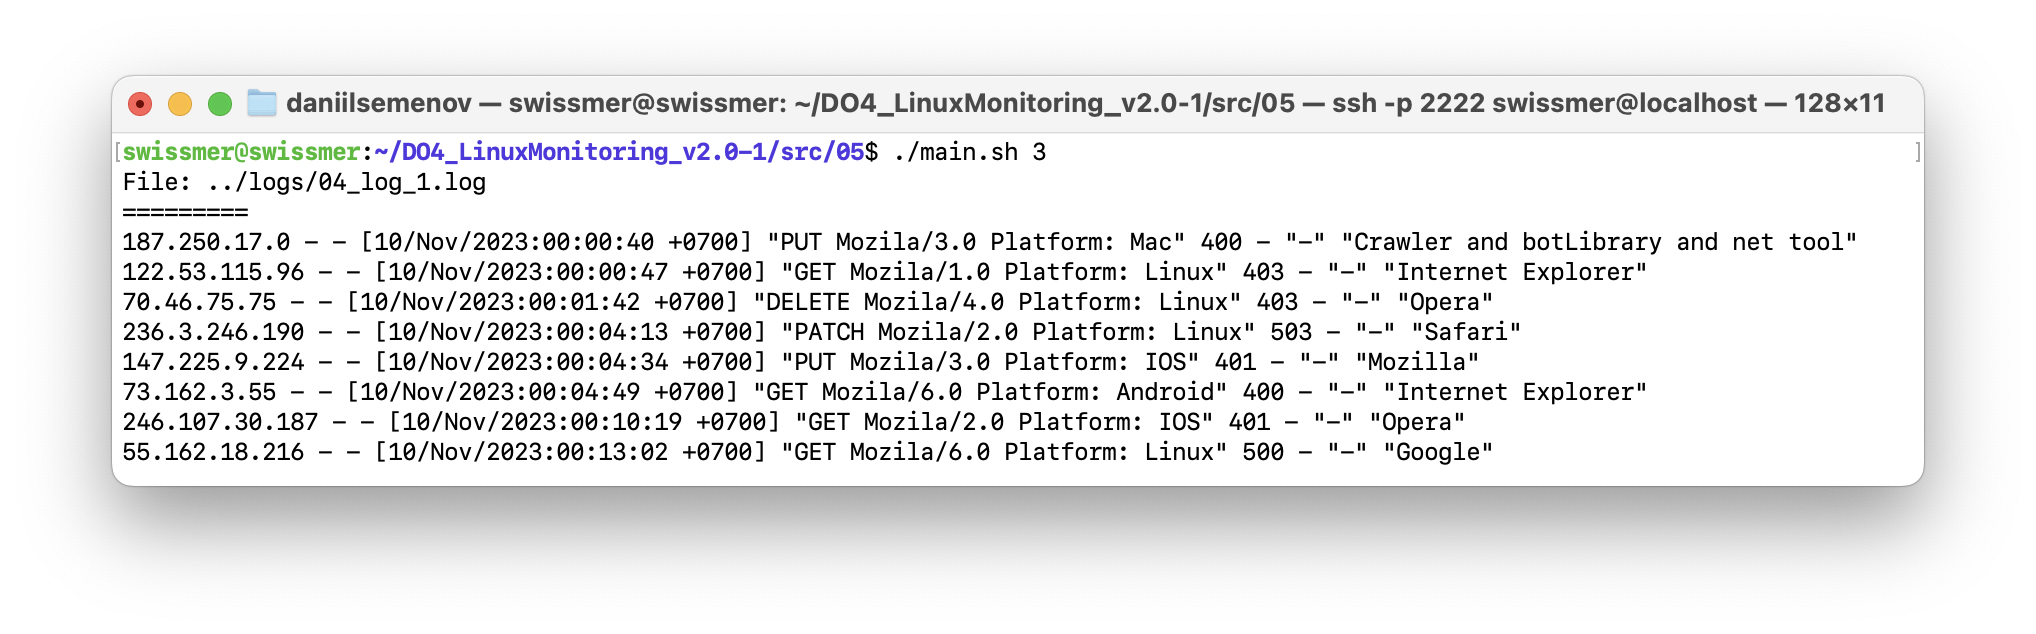 daniilsemenov — swissmer@swissmer: ~/DO4_LinuxMonitoring_v2.0-1/src/05 — ssh -p 2222 swissmer@localhost — 128×11
[swissmer@swissmer:~/DO4_LinuxMonitoring_v2.0-1/src/05$ ./main.sh 3 ]
File: ../logs/04_log_1.log
=========
187.250.17.0 - - [10/Nov/2023:00:00:40 +0700] "PUT Mozila/3.0 Platform: Mac" 400 - "-" "Crawler and botLibrary and net tool"
122.53.115.96 - - [10/Nov/2023:00:00:47 +0700] "GET Mozila/1.0 Platform: Linux" 403 - "-" "Internet Explorer"
70.46.75.75 - - [10/Nov/2023:00:01:42 +0700] "DELETE Mozila/4.0 Platform: Linux" 403 - "-" "Opera"
236.3.246.190 - - [10/Nov/2023:00:04:13 +0700] "PATCH Mozila/2.0 Platform: Linux" 503 - "-" "Safari"
147.225.9.224 - - [10/Nov/2023:00:04:34 +0700] "PUT Mozila/3.0 Platform: IOS" 401 - "-" "Mozilla"
73.162.3.55 - - [10/Nov/2023:00:04:49 +0700] "GET Mozila/6.0 Platform: Android" 400 - "-" "Internet Explorer"
246.107.30.187 - - [10/Nov/2023:00:10:19 +0700] "GET Mozila/2.0 Platform: IOS" 401 - "-" "Opera"
55.162.18.216 - - [10/Nov/2023:00:13:02 +0700] "GET Mozila/6.0 Platform: Linux" 500 - "-" "Google"